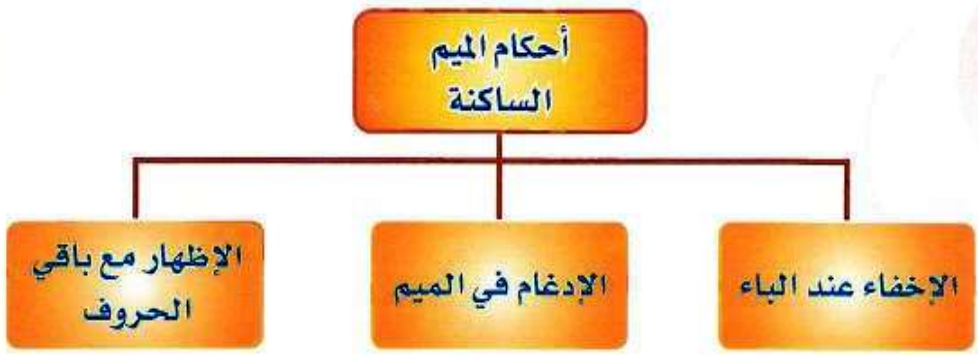 أحكام الميم
الساكنة
الإخفاء عند الباء
الإدغام في الميم
الإظهار مع باقي
الحروف